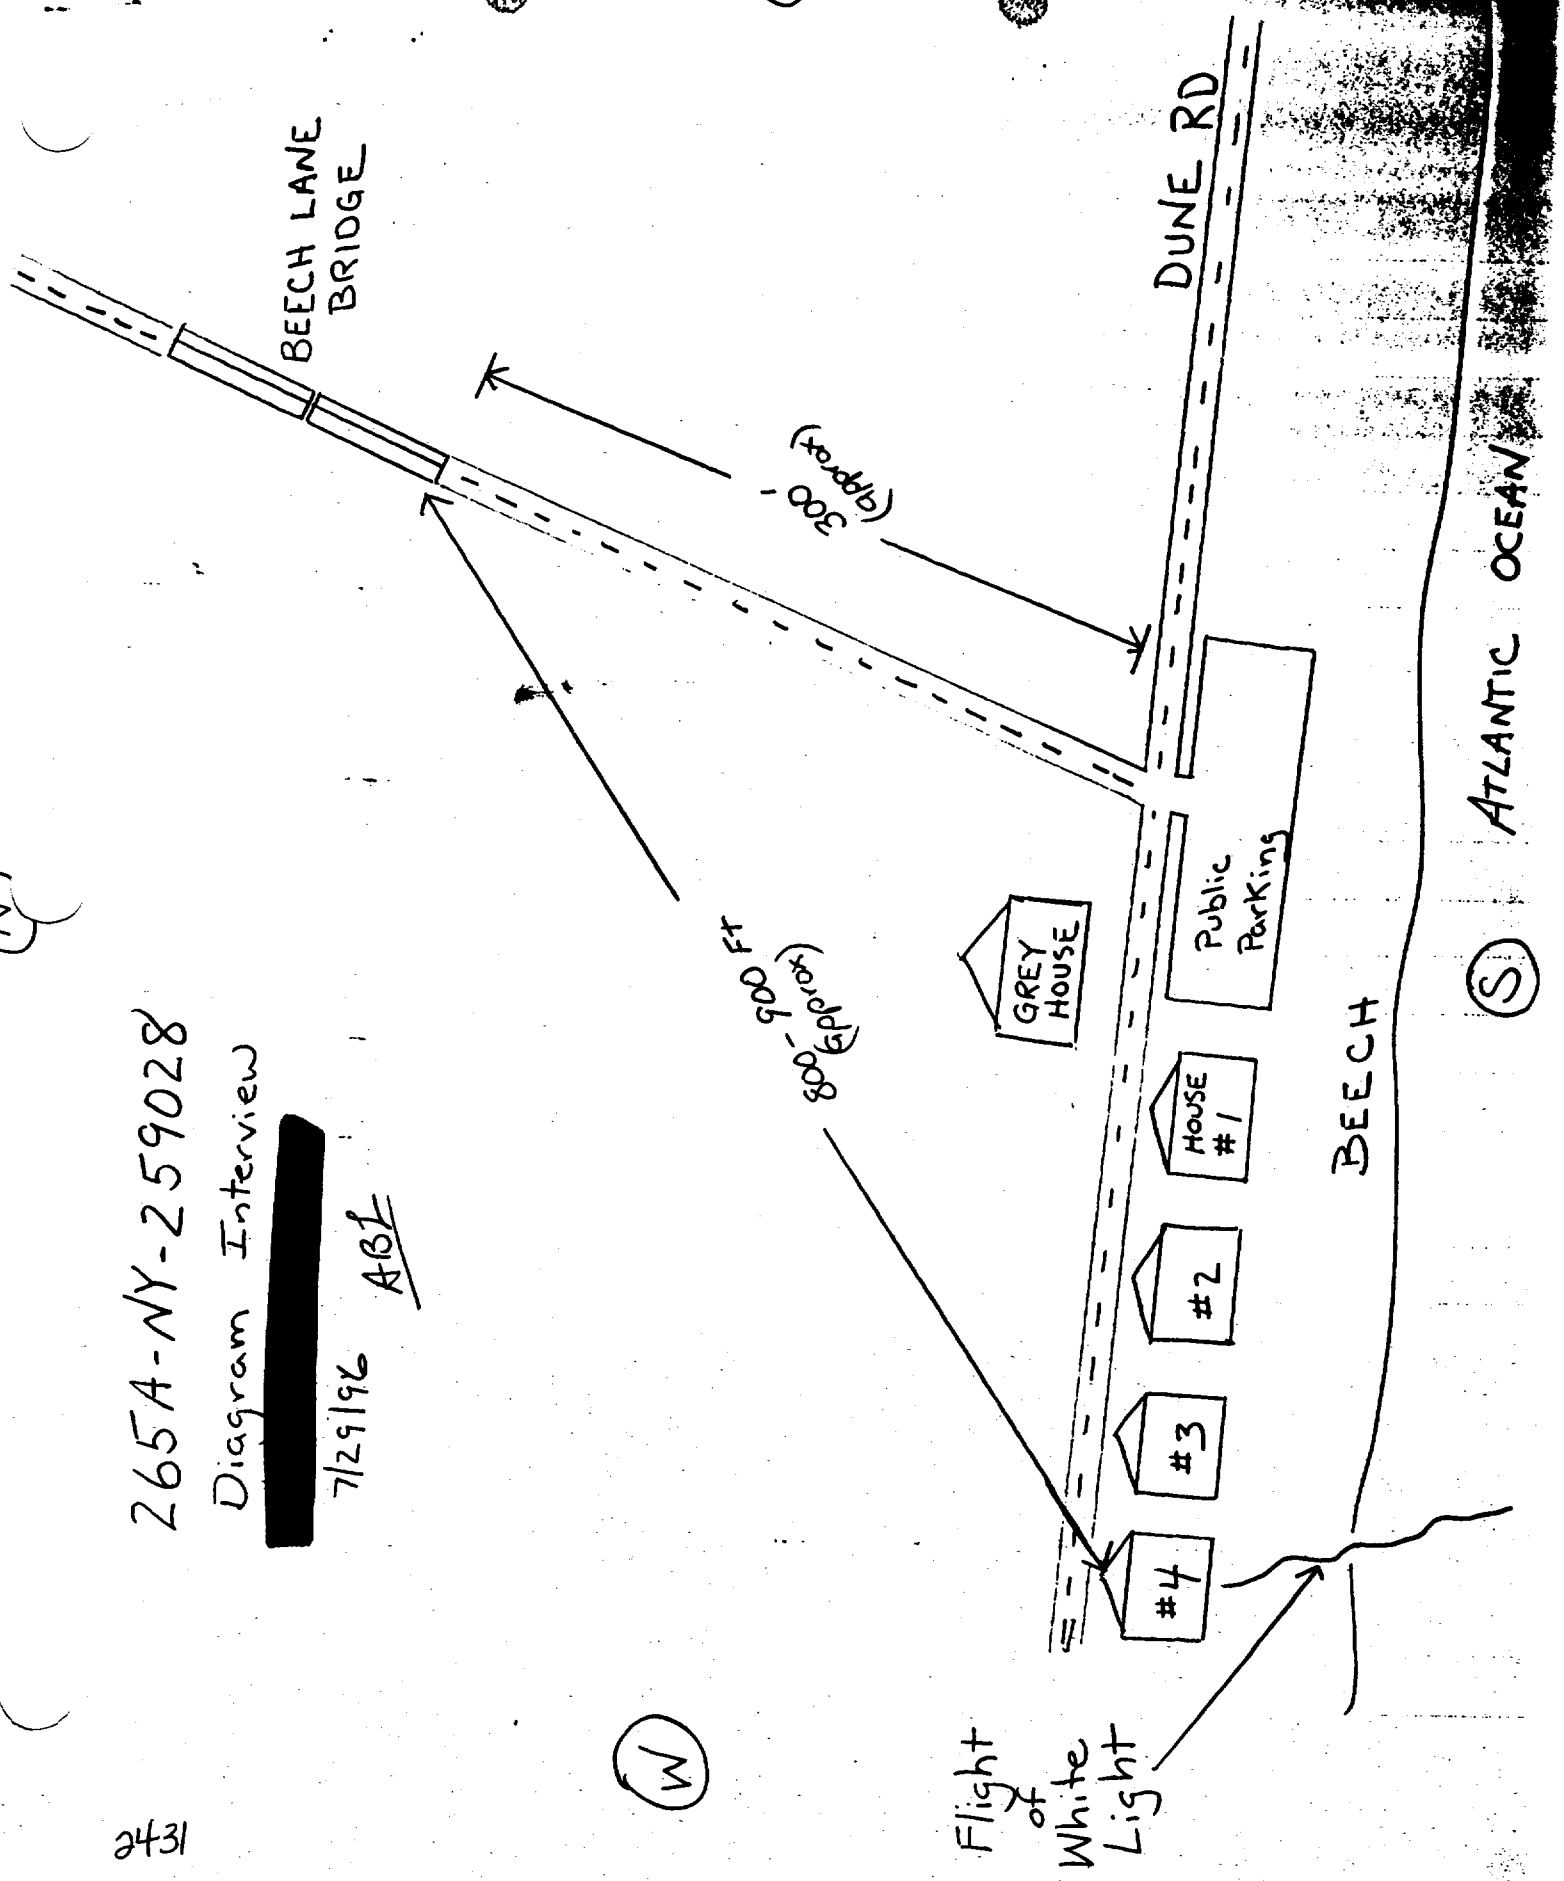 2431
265A-NY-259028
Diagram Interview
7/29/96
N
W
BEECH LANE
BRIDGE
300'
(approx)
800-900 Ft
(approx)
DUNE RD
GREY
HOUSE
Public
Parking
HOUSE
#1
#2
#3
#4
Flight
of
White
Light
BEECH
S
ATLANTIC OCEAN